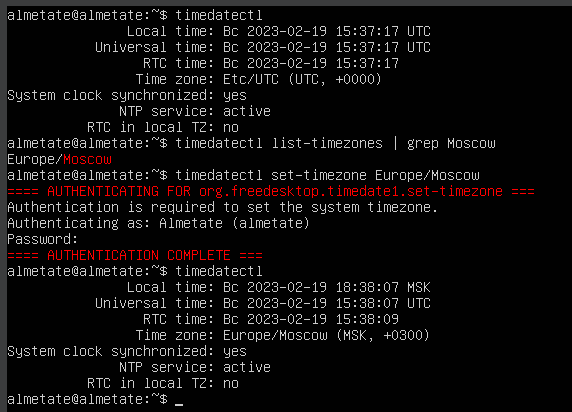 almetate@almetate:~$ timedatectl
Local time: Вс 2023-02-19 15:37:17 UTC
Universal time: Вс 2023-02-19 15:37:17 UTC
RTC time: Вс 2023-02-19 15:37:17
Time zone: Etc/UTC (UTC, +0000)
System clock synchronized: yes
NTP service: active
RTC in local TZ: no
almetate@almetate:~$ timedatectl list-timezones | grep Moscow
Europe/Moscow
almetate@almetate:~$ timedatectl set-timezone Europe/Moscow
==== AUTHENTICATING FOR org.freedesktop.timedate1.set-timezone ===
Authentication is required to set the system timezone.
Authenticating as: Almetate (almetate)
Password:
==== AUTHENTICATION COMPLETE ===
almetate@almetate:~$ timedatectl
Local time: Вс 2023-02-19 18:38:07 MSK
Universal time: Вс 2023-02-19 15:38:07 UTC
RTC time: Вс 2023-02-19 15:38:09
Time zone: Europe/Moscow (MSK, +0300)
System clock synchronized: yes
NTP service: active
RTC in local TZ: no
almetate@almetate:~$ _